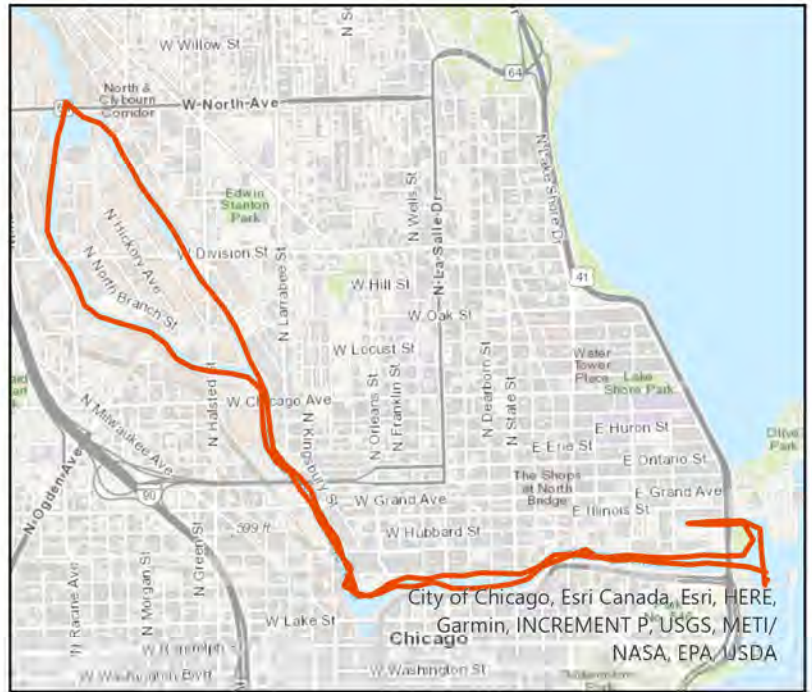 W Willow St
64
North &
Clybourn
Corridor
W-North-Ave
N Lake Shore Dr
Edwin
Stanton
Park
N Wells St
N Hickory Ave
N North Branch St
W Division St
N-La-Salle-Dr
41
N Larrabee St
W Hill St
W Oak St
W Locust St
Water
Tower
Place
Lake
Shore Park
N Halsted St
W Chicago Ave
N Orleans St
N Franklin St
N Dearborn St
N State St
N Milwaukee Ave
N Kingsbury St
E Huron St
E Erie St
E Ontario St
Park
90
The Shops
at North
Bridge
W Grand Ave
E Grand Ave
E Illinois St
N-Ogden-Ave
599 ft
W Hubbard St
N Racine Ave
N Morgan St
N Green St
W Lake St
Chicago
W Washington St
City of Chicago, Esri Canada, Esri, HERE,
Garmin, INCREMENT P, USGS, METI/
NASA, EPA, USDA